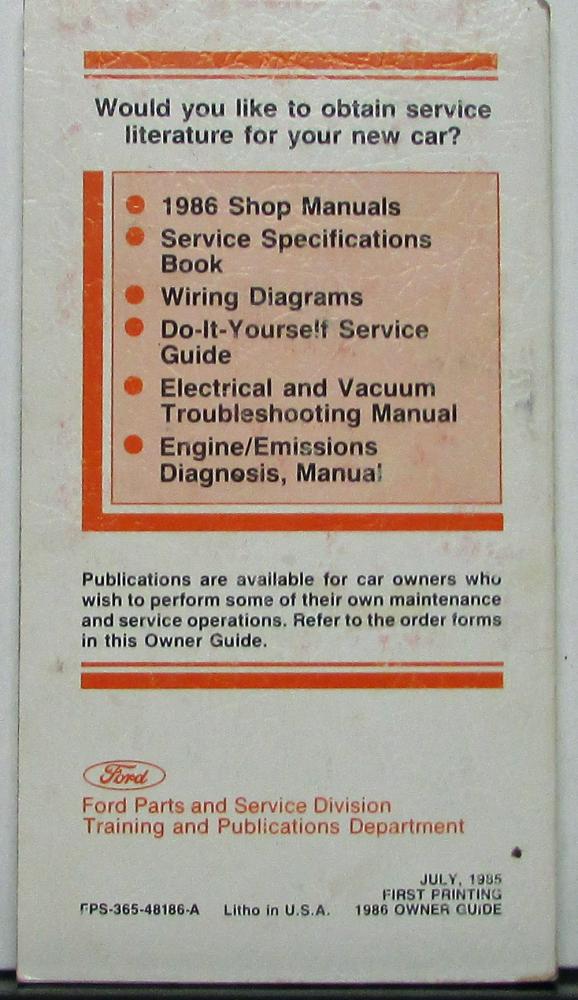 Would you like to obtain service
literature for your new car?
1986 Shop Manuals
Service Specifications
Book
Wiring Diagrams
Do-It-Yourself Service
Guide
Electrical and Vacuum
Troubleshooting Manual
Engine/Emissions
Diagnosis, Manual
Publications are available for car owners who
wish to perform some of their own maintenance
and service operations. Refer to the order forms
in this Owner Guide.
Ford
Ford Parts and Service Division
Training and Publications Department
JULY, 1985
FIRST PRINTING
FPS-365-48186-A Litho in U.S.A. 1986 OWNER GUIDE